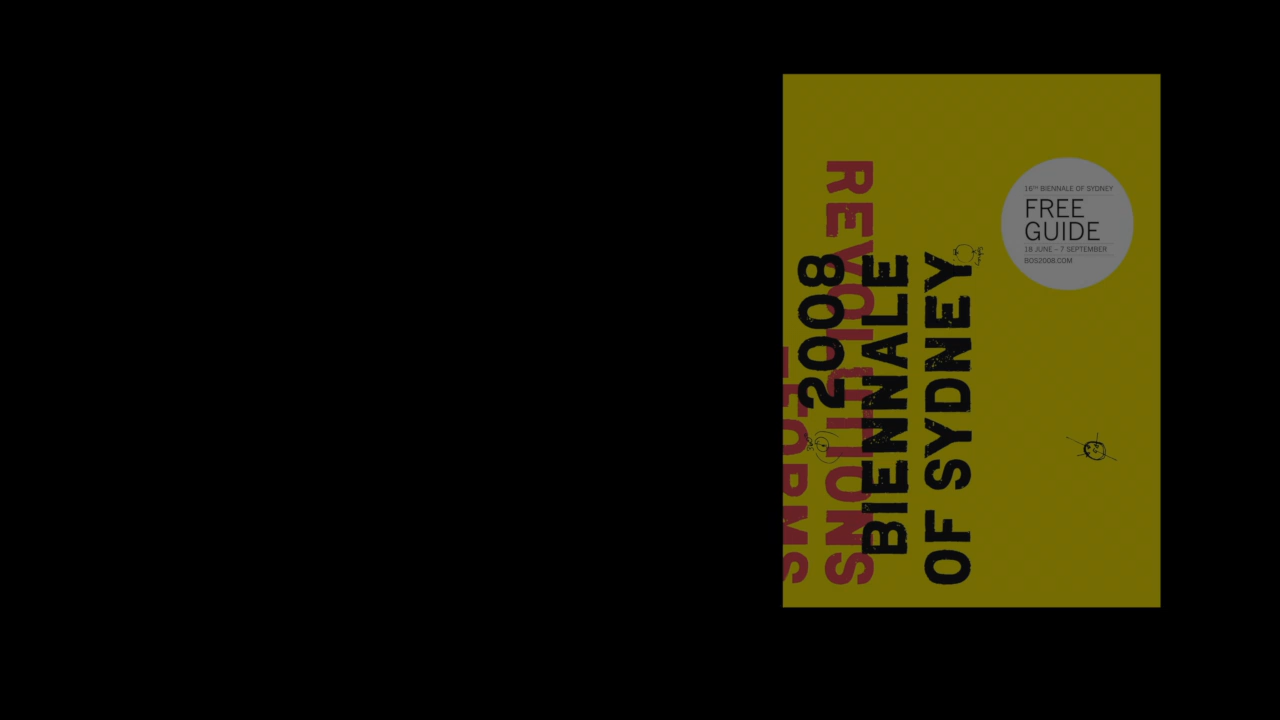 2008
BIENNALE
OF SYDNEY
REVOLUTIONS
–FORMS
16TH BIENNALE OF SYDNEY
FREE
GUIDE
18 JUNE – 7 SEPTEMBER
BOS2008.COM